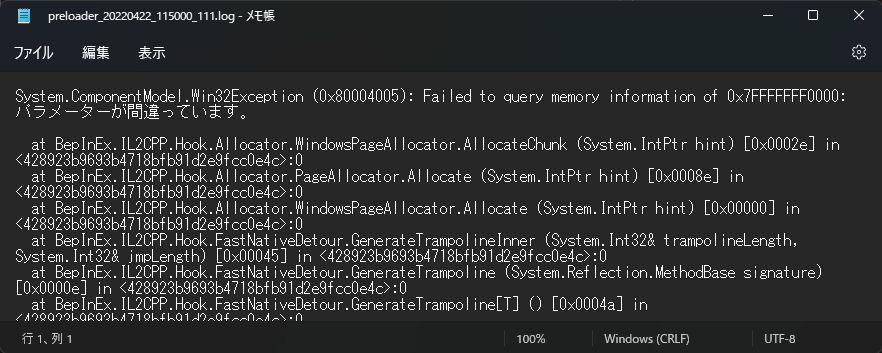 preloader_20220422_115000_111.log - メモ帳
ファイル 編集 表示
System.ComponentModel.Win32Exception (0x80004005): Failed to query memory information of 0x7FFFFFFF0000:
パラメーターが間違っています。
at BepInEx.IL2CPP.Hook.Allocator.WindowsPageAllocator.AllocateChunk (System.IntPtr hint) [0x0002e] in
<428923b9693b4718bfb91d2e9fcc0e4c>:0
at BepInEx.IL2CPP.Hook.Allocator.PageAllocator.Allocate (System.IntPtr hint) [0x0008e] in
<428923b9693b4718bfb91d2e9fcc0e4c>:0
at BepInEx.IL2CPP.Hook.Allocator.WindowsPageAllocator.Allocate (System.IntPtr hint) [0x00000] in
<428923b9693b4718bfb91d2e9fcc0e4c>:0
at BepInEx.IL2CPP.Hook.FastNativeDetour.GenerateTrampolineInner (System.Int32& trampolineLength,
System.Int32& jmpLength) [0x00045] in <428923b9693b4718bfb91d2e9fcc0e4c>:0
at BepInEx.IL2CPP.Hook.FastNativeDetour.GenerateTrampoline (System.Reflection.MethodBase signature)
[0x0000e] in <428923b9693b4718bfb91d2e9fcc0e4c>:0
at BepInEx.IL2CPP.Hook.FastNativeDetour.GenerateTrampoline[T] () [0x0004a] in
<428923b9693b4718bfb91d2e9fcc0e4c>:0
行 1、列 1 100% Windows (CRLF) UTF-8